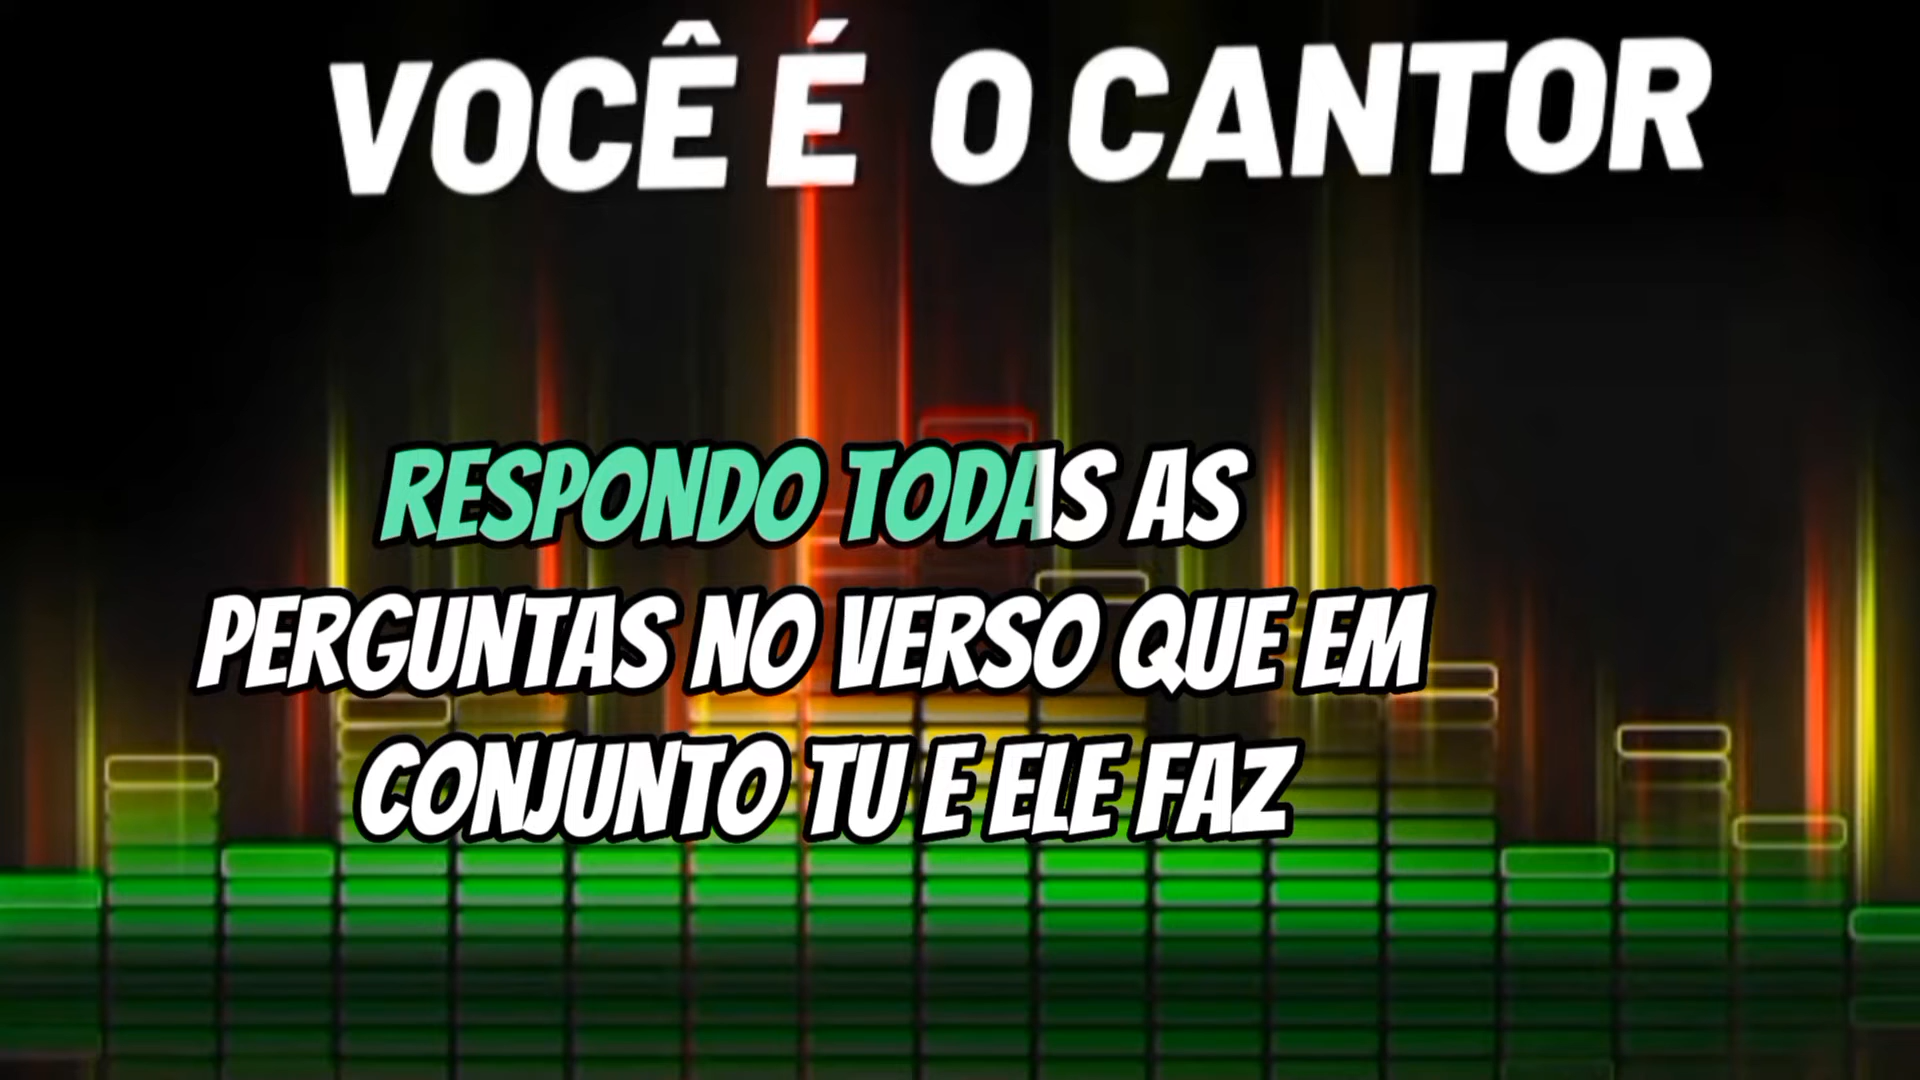 VOCÊ É O CANTOR
RESPONDO TODAS AS
PERGUNTAS NO VERSO QUE EM
CONJUNTO TU E ELE FAZ